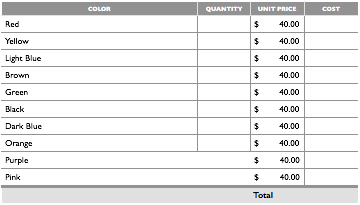 COLOR QUANTITY UNIT PRICE COST
Red $ 40.00
Yellow $ 40.00
Light Blue $ 40.00
Brown $ 40.00
Green $ 40.00
Black $ 40.00
Dark Blue $ 40.00
Orange $ 40.00
Purple $ 40.00
Pink $ 40.00
Total